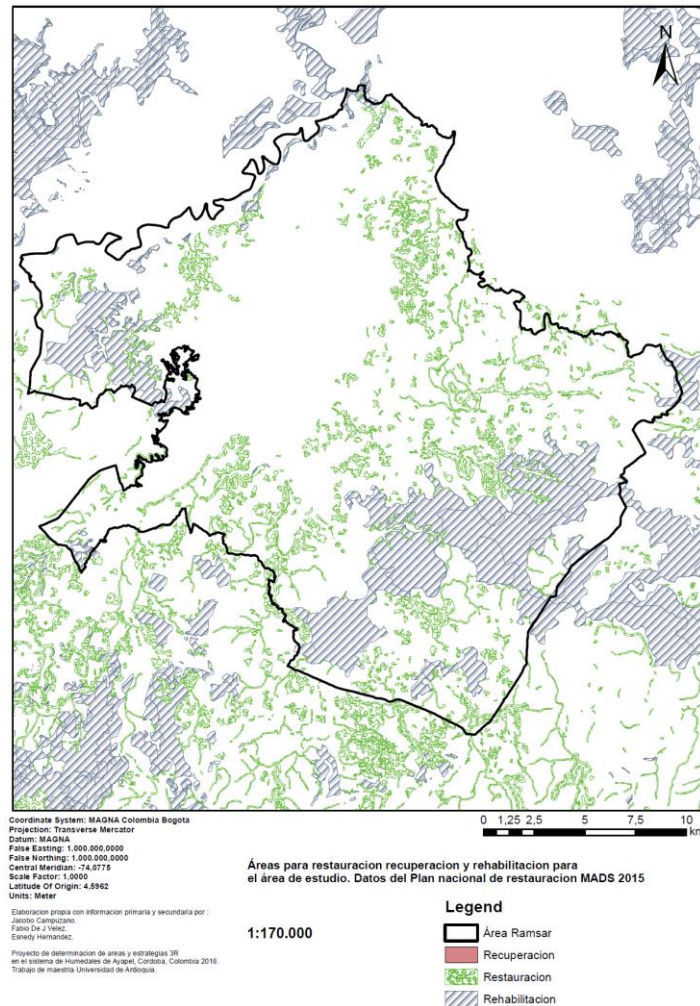 N
0 1,25 2,5 5 7,5 10
km
Coordinate System: MAGNA Colombia Bogota
Projection: Transverse Mercator
Datum: MAGNA
False Easting: 1.000.000,0000
False Northing: 1.000.000,0000
Central Meridian: -74,0775
Scale Factor: 1,0000
Latitude Of Origin: 4,5962
Units: Meter
Elaboracion propia con informacion primaria y secundaria por :
Jacobo Campuzano.
Fabio De J Velez.
Esnedy Hernandez.
Proyecto de determinacion de areas y estrategias 3R
en el sistema de Humedales de Ayapel, Cordoba, Colombia 2018.
Trabajo de maestria Universidad de Antioquia.
Áreas para restauracion recuperacion y rehabilitacion para
el área de estudio. Datos del Plan nacional de restauracion MADS 2015
1:170.000
Legend
Área Ramsar
Recuperacion
Restauracion
Rehabilitacion